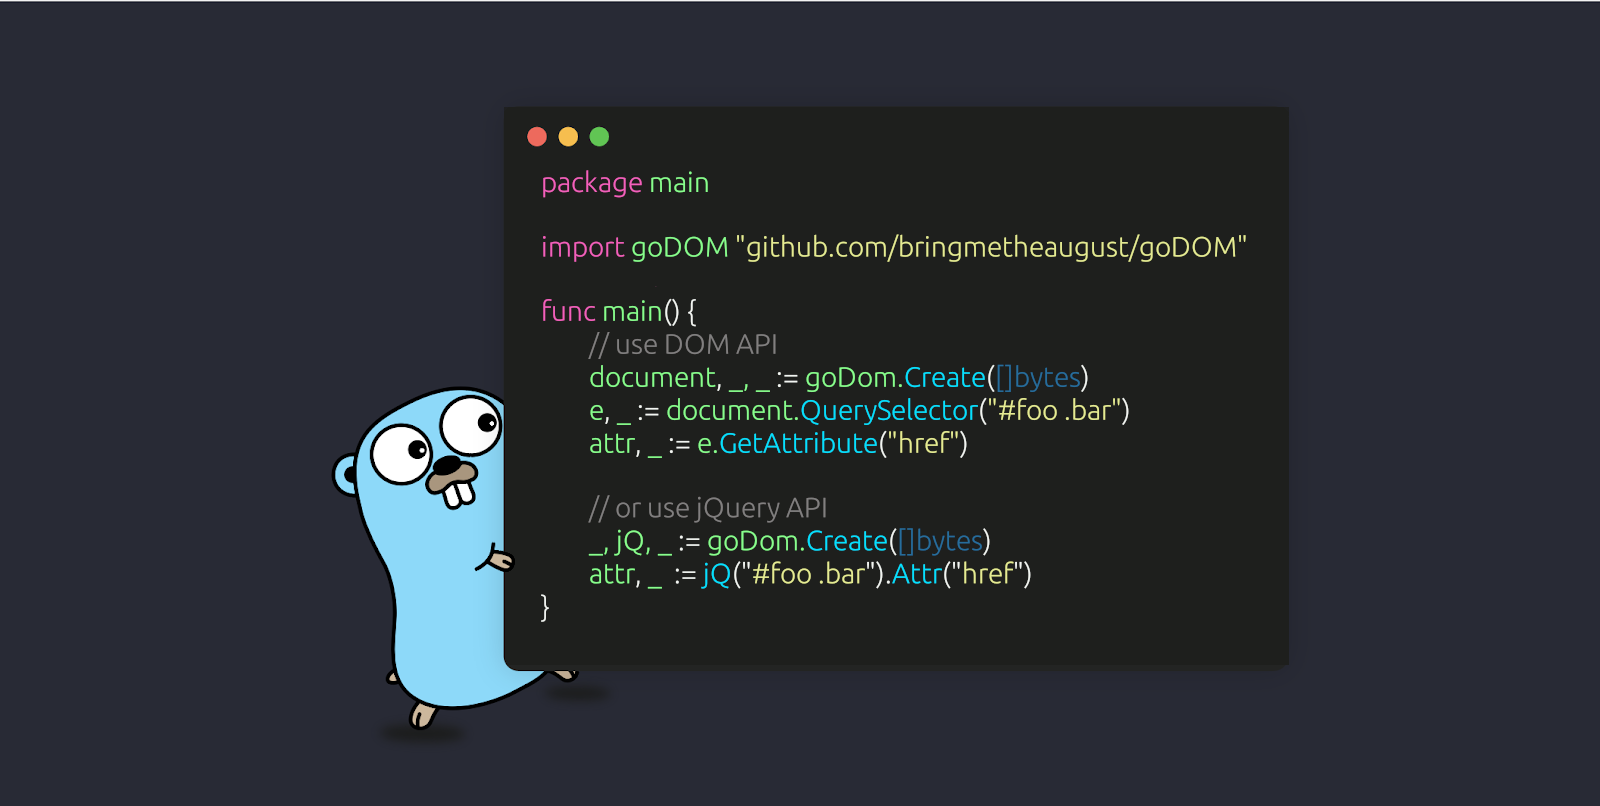 package main
import goDOM "github.com/bringmetheaugust/goDOM"
func main() {
// use DOM API
document, _, _ := goDom.Create([]bytes)
e, _ := document.QuerySelector("#foo .bar")
attr, _ := e.GetAttribute("href")
// or use jQuery API
_, jQ, _ := goDom.Create([]bytes)
attr, _ := jQ("#foo .bar").Attr("href")
}